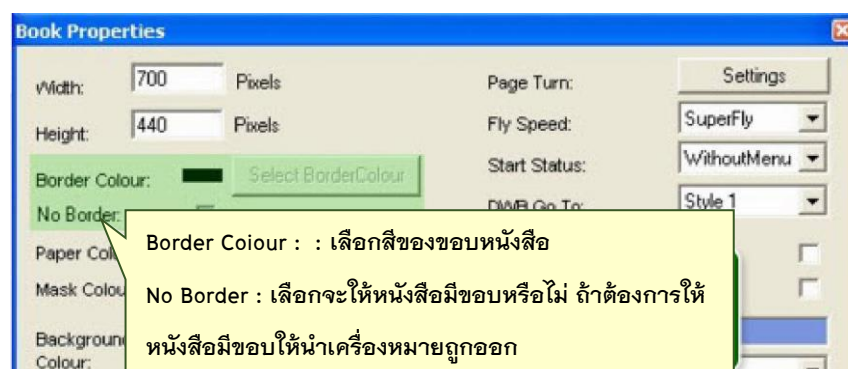 Book Properties
Width: 700 Pixels Page Turn: Settings
Height: 440 Pixels Fly Speed: SuperFly
Border Colour: Select BorderColour Start Status: WithoutMenu
No Border: DWB Go To: Style 1
Paper Col
Mask Colou
Background
Colour:
Border Coiour : : เลือกสีของขอบหนังสือ
No Border : เลือกจะให้หนังสือมีขอบหรือไม่ ถ้าต้องการให้
หนังสือมีขอบให้นำเครื่องหมายถูกออก